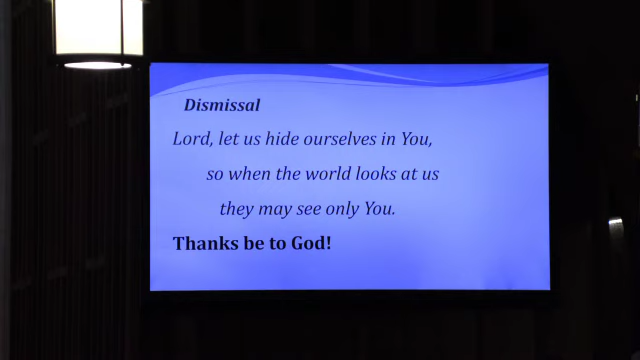 Dismissal
Lord, let us hide ourselves in You,
so when the world looks at us
they may see only You.
Thanks be to God!